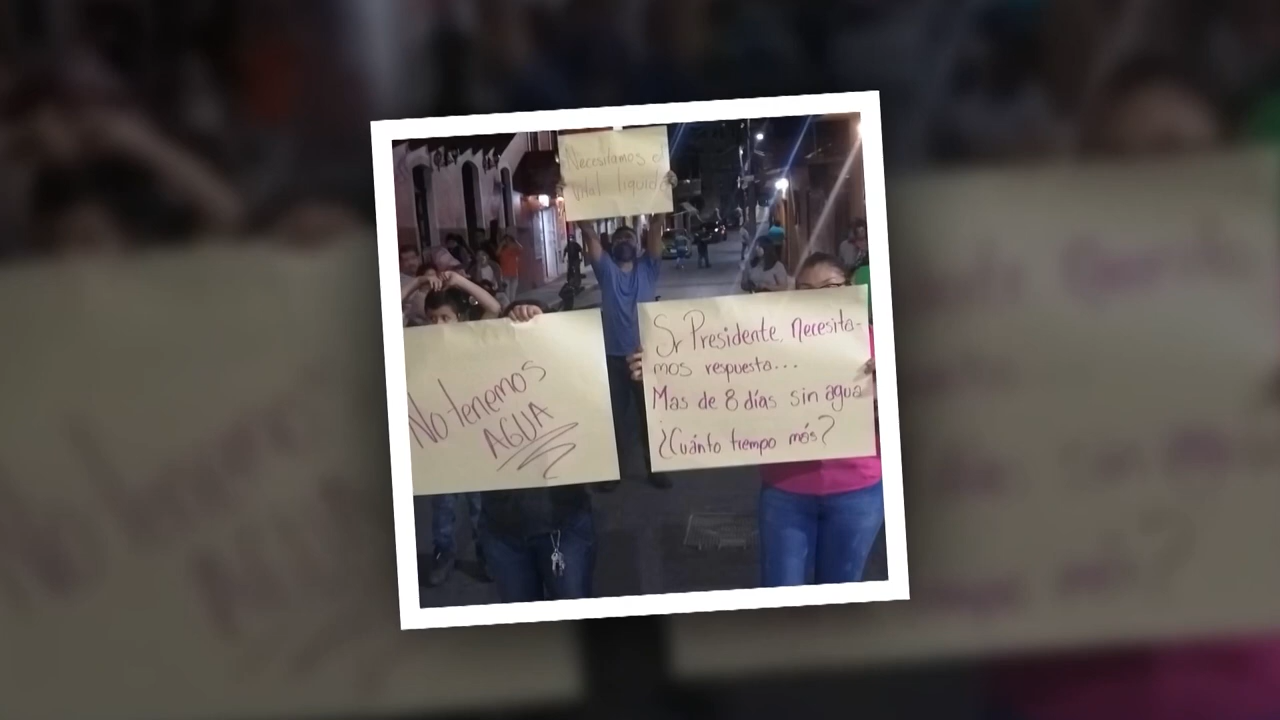 Necesitamos el
vital liquido
No tenemos
AGUA
Sr Presidente, necesita-
mos respuesta...
Mas de 8 días sin agua
¿Cuánto tiempo más?